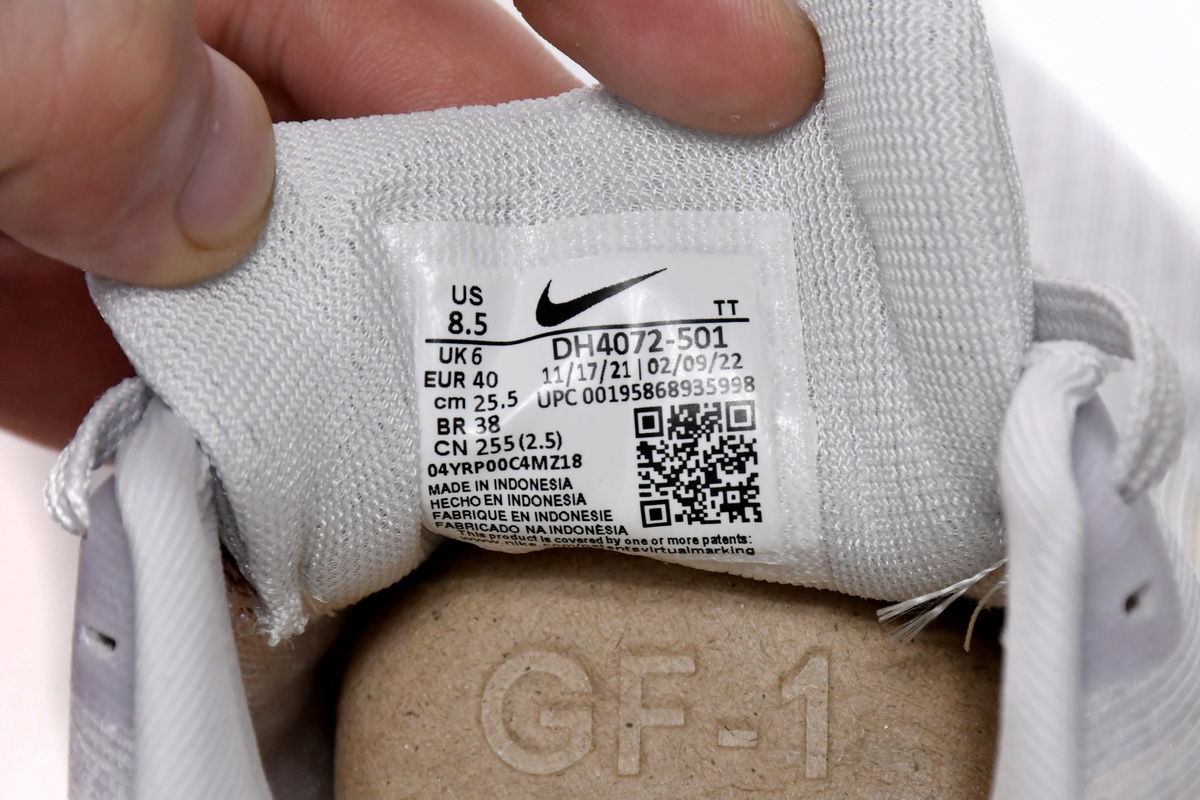 US
8.5
TT
UK 6
EUR 40
cm 25.5
BR 38
CN 255 (2.5)
DH4072-501
11/17/21 | 02/09/22
UPC 00195868935998
04YRP00C4MZ18
MADE IN INDONESIA
HECHO EN INDONESIA
FABRIQUE EN INDONESIE
FABRICADO NA INDONÈSIA
This product is covered by one or more patents:
GF-1